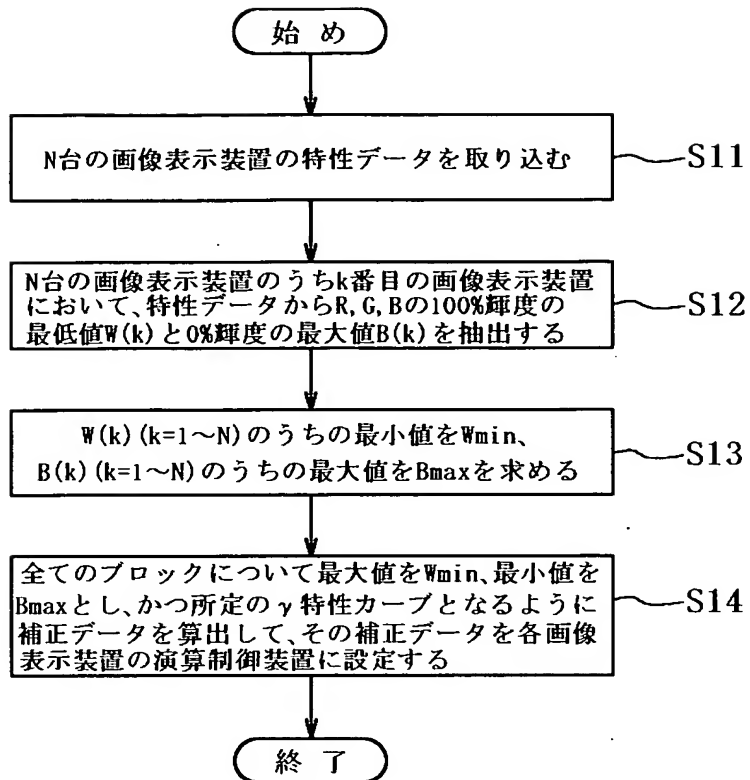 始 め
N台の画像表示装置の特性データを取り込む
S11
N台の画像表示装置のうちk番目の画像表示装置
において、特性データからR,G,Bの100%輝度の
最低値W(k)と0%輝度の最大値B(k)を抽出する
S12
W(k)(k=1～N)のうちの最小値をWmin、
B(k)(k=1～N)のうちの最大値をBmaxを求める
S13
全てのブロックについて最大値をWmin、最小値を
Bmaxとし、かつ所定のγ特性カーブとなるように
補正データを算出して、その補正データを各画像
表示装置の演算制御装置に設定する
S14
終 了